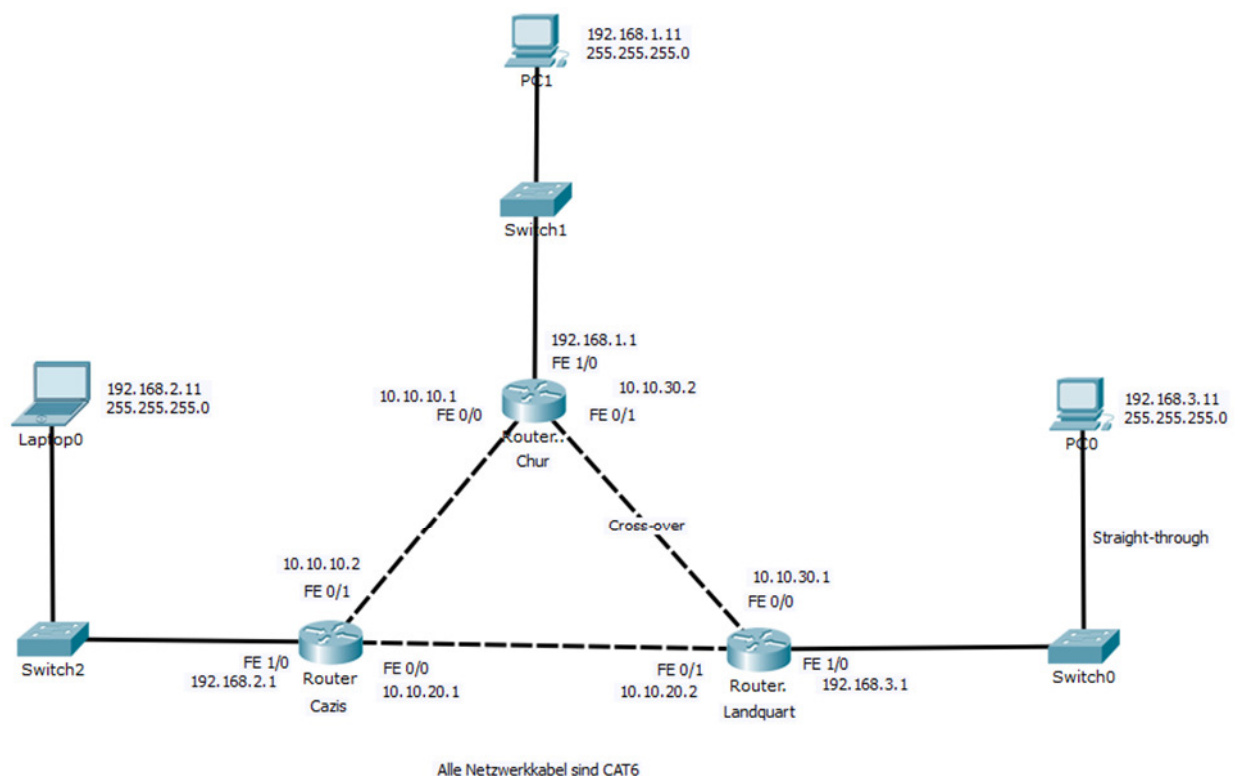 192.168.1.11
255.255.255.0
PC1
Switch1
192.168.1.1
FE 1/0
10.10.10.1
FE 0/0
10.10.30.2
FE 0/1
Router..
Chur
192.168.2.11
255.255.255.0
Laptop0
192.168.3.11
255.255.255.0
PC0
Cross-over
Straight-through
10.10.10.2
FE 0/1
10.10.30.1
FE 0/0
Switch2
FE 1/0
192.168.2.1
Router
Cazis
FE 0/0
10.10.20.1
FE 0/1
10.10.20.2
Router.
Landquart
FE 1/0
192.168.3.1
Switch0
Alle Netzwerkkabel sind CAT6